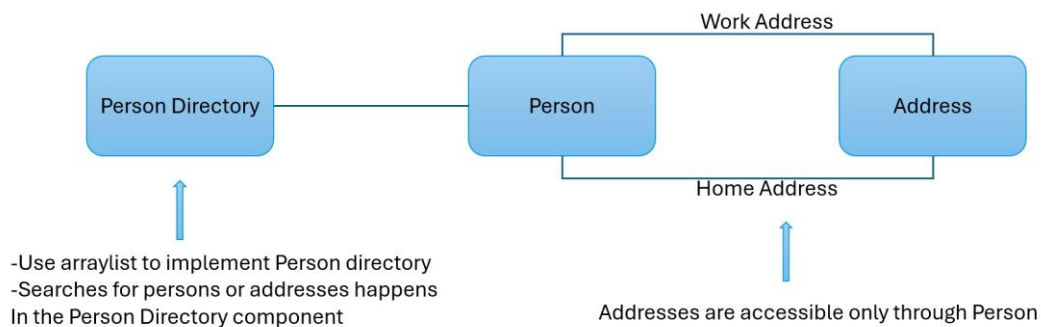 Work Address
Person Directory
Person
Address
Home Address
-Use arraylist to implement Person directory
-Searches for persons or addresses happens
In the Person Directory component
Addresses are accessible only through Person